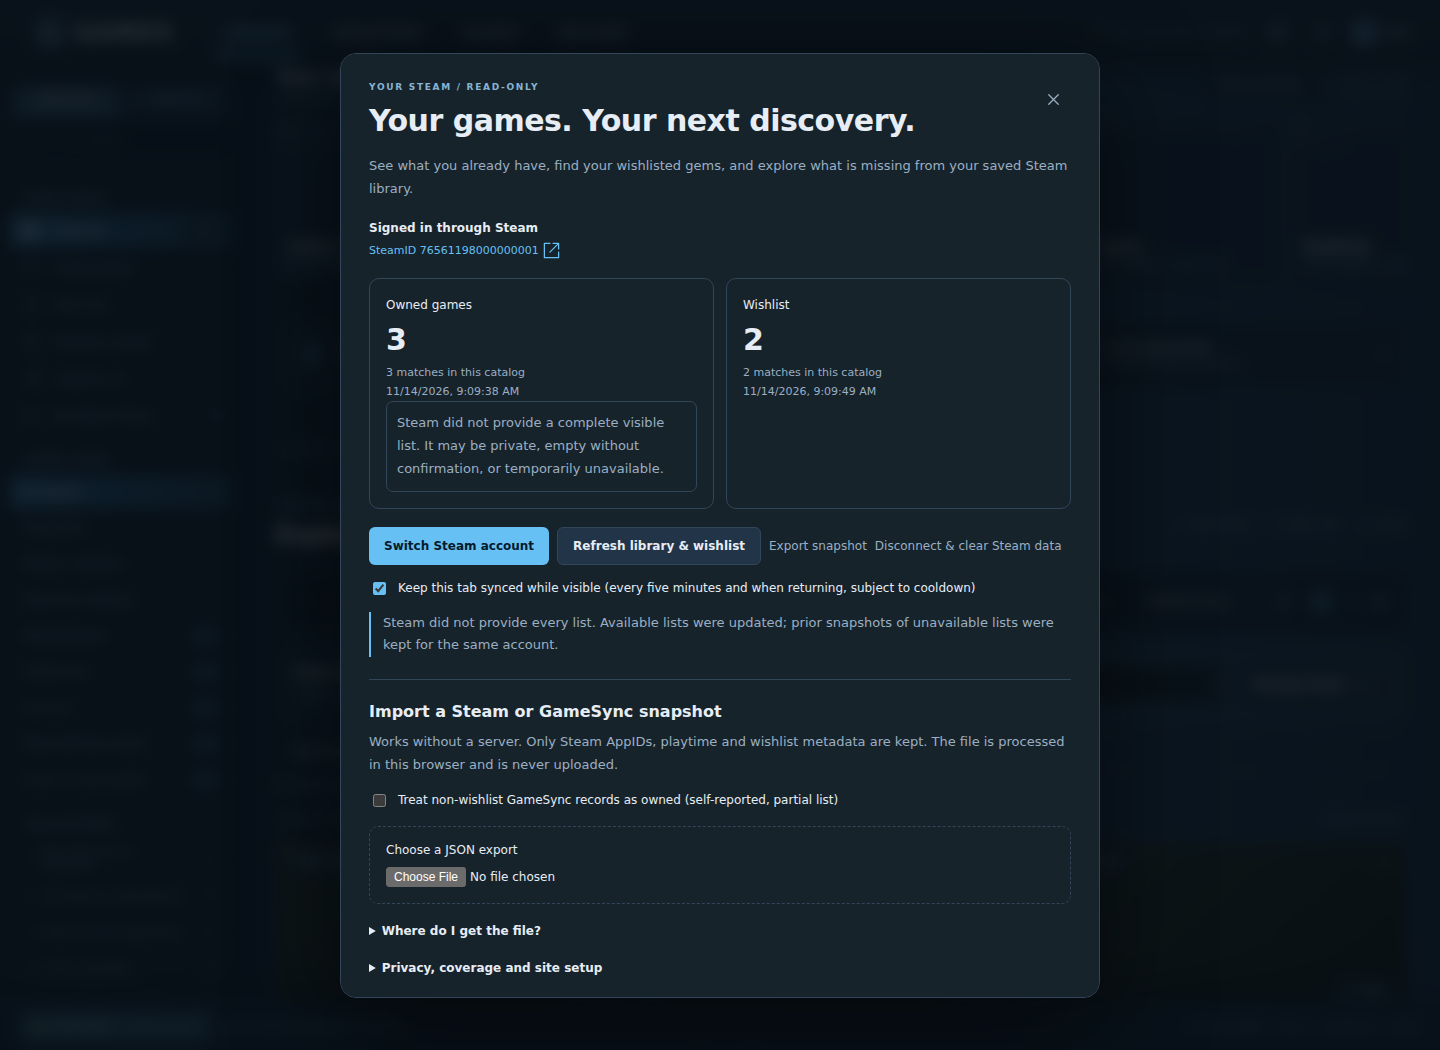 YOUR STEAM / READ-ONLY
Your games. Your next discovery.
See what you already have, find your wishlisted gems, and explore what is missing from your saved Steam
library.
Signed in through Steam
SteamID 76561198000000001
Owned games
3
3 matches in this catalog
11/14/2026, 9:09:38 AM
Steam did not provide a complete visible
list. It may be private, empty without
confirmation, or temporarily unavailable.
Wishlist
2
2 matches in this catalog
11/14/2026, 9:09:49 AM
Switch Steam account
Refresh library & wishlist
Export snapshot
Disconnect & clear Steam data
Keep this tab synced while visible (every five minutes and when returning, subject to cooldown)
Steam did not provide every list. Available lists were updated; prior snapshots of unavailable lists were
kept for the same account.
Import a Steam or GameSync snapshot
Works without a server. Only Steam AppIDs, playtime and wishlist metadata are kept. The file is processed
in this browser and is never uploaded.
Treat non-wishlist GameSync records as owned (self-reported, partial list)
Choose a JSON export
Choose File No file chosen
Where do I get the file?
Privacy, coverage and site setup